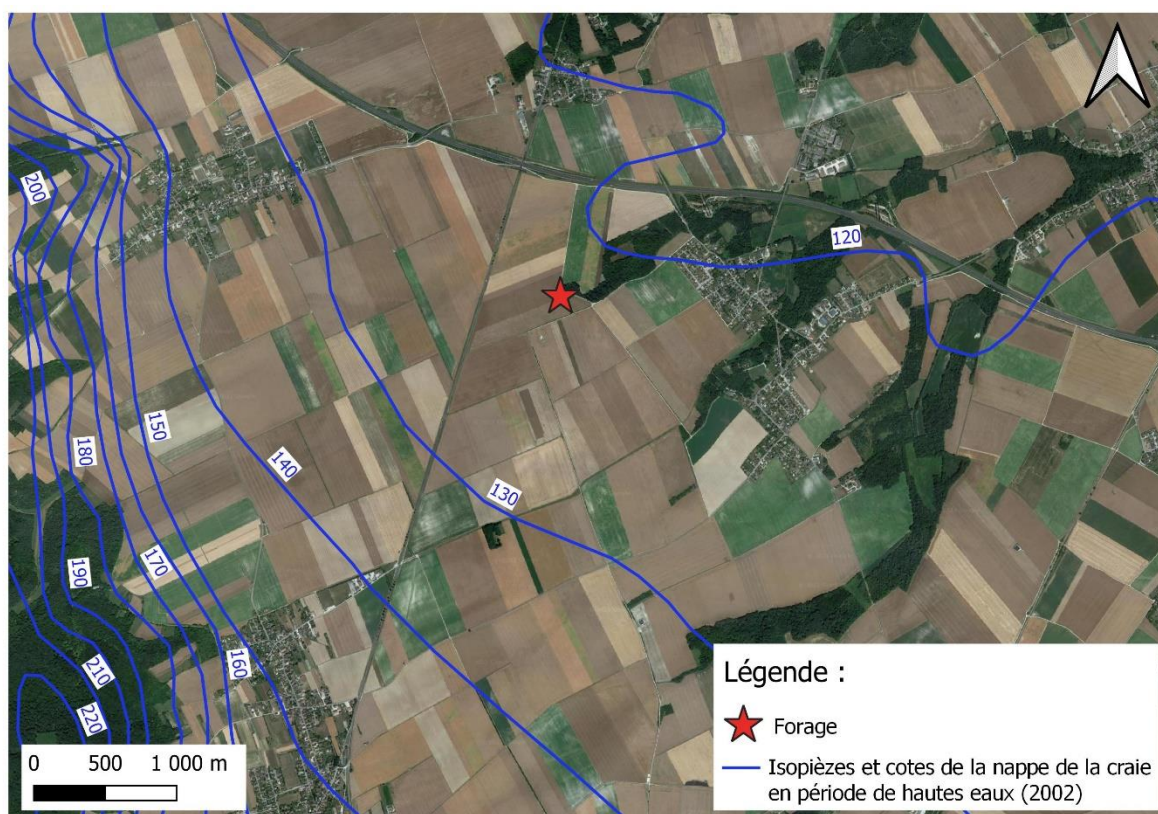 120
200
150
180
140
130
190
170
160
210
220
Légende :
Forage
Isopièzes et cotes de la nappe de la craie
en période de hautes eaux (2002)
0 500 1 000 m